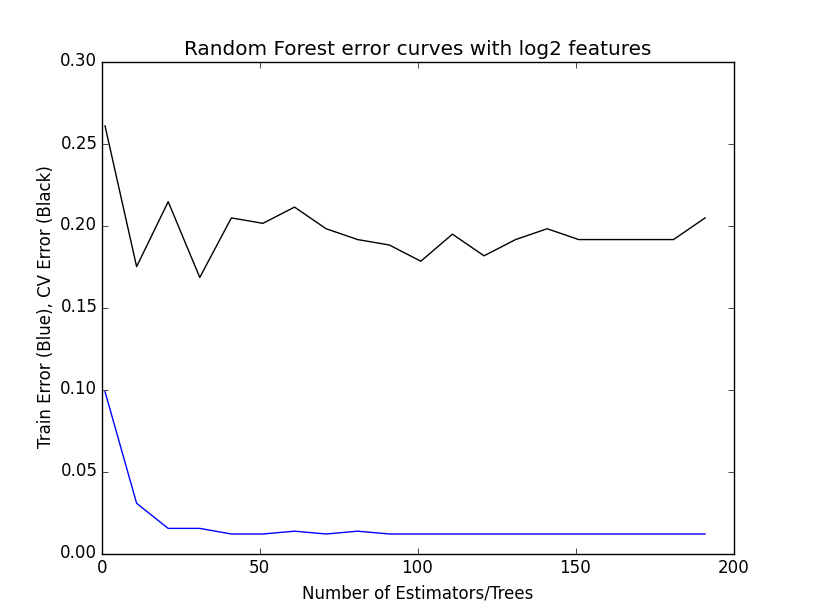 Random Forest error curves with log2 features
0.30
0.25
0.20
0.15
0.10
0.05
0.00
Train Error (Blue), CV Error (Black)
0 50 100 150 200
Number of Estimators/Trees